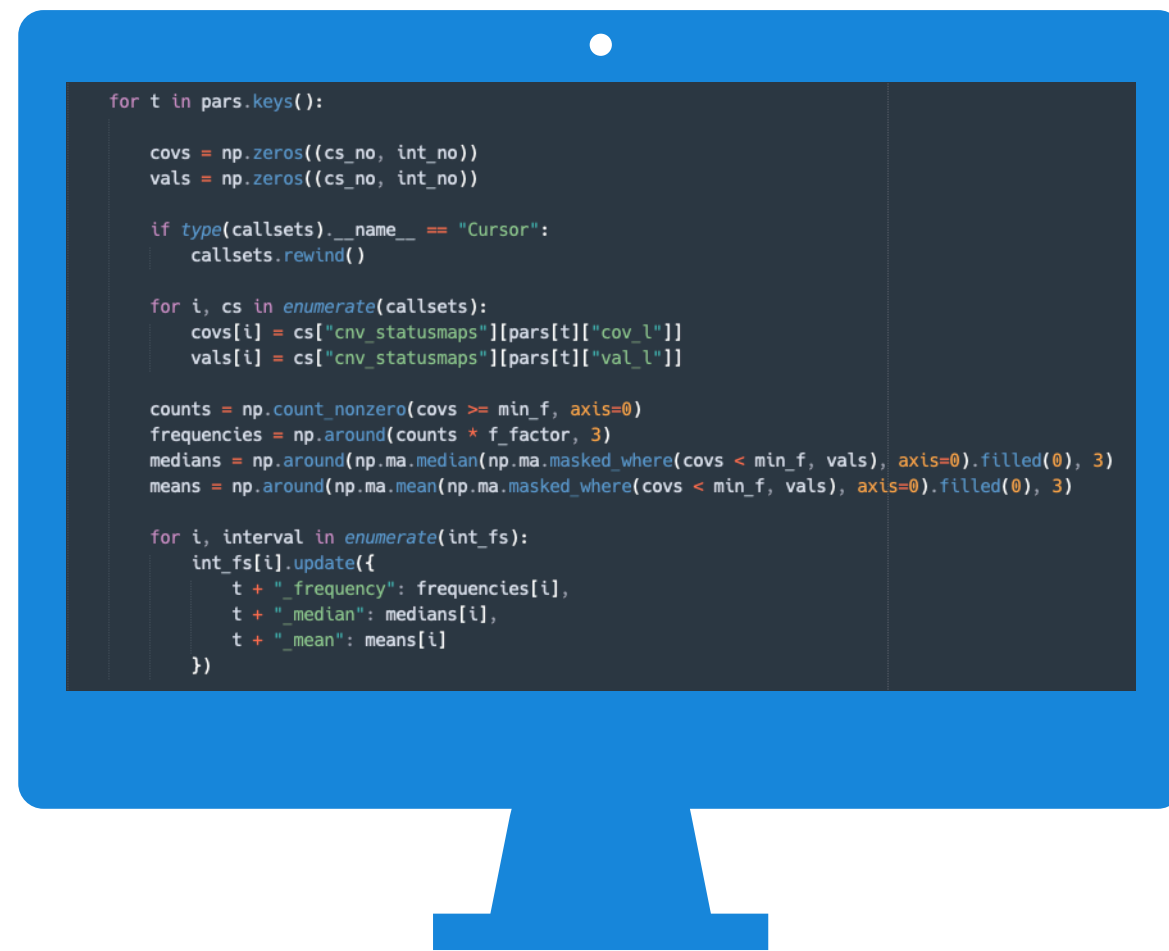 for t in pars.keys():
covs = np.zeros((cs_no, int_no))
vals = np.zeros((cs_no, int_no))
if type(callsets).__name__ == "Cursor":
callsets.rewind()
for i, cs in enumerate(callsets):
covs[i] = cs["cnv_statusmaps"][pars[t]["cov_l"]]
vals[i] = cs["cnv_statusmaps"][pars[t]["val_l"]]
counts = np.count_nonzero(covs >= min_f, axis=0)
frequencies = np.around(counts * f_factor, 3)
medians = np.around(np.ma.median(np.ma.masked_where(covs < min_f, vals), axis=0).filled(0), 3)
means = np.around(np.ma.mean(np.ma.masked_where(covs < min_f, vals), axis=0).filled(0), 3)
for i, interval in enumerate(int_fs):
int_fs[i].update({
t + "_frequency": frequencies[i],
t + "_median": medians[i],
t + "_mean": means[i]
})